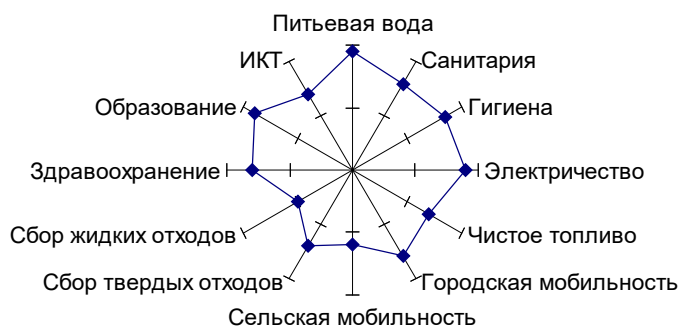 Питьевая вода
ИКТ
Санитария
Образование
Гигиена
Здравоохранение
Электричество
Сбор жидких отходов
Чистое топливо
Сбор твердых отходов
Городская мобильность
Сельская мобильность